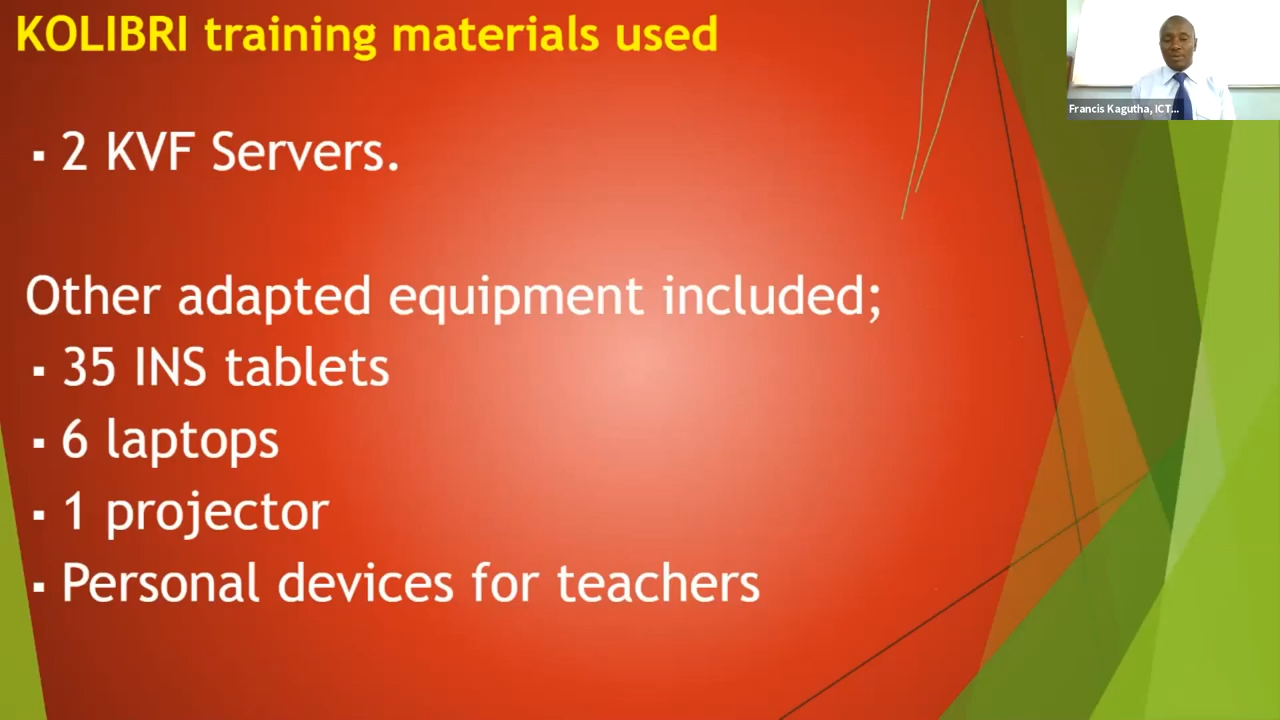 KOLIBRI training materials used
Francis Kagutha, ICT...
▪ 2 KVF Servers.
Other adapted equipment included;
▪ 35 INS tablets
▪ 6 laptops
▪ 1 projector
▪ Personal devices for teachers